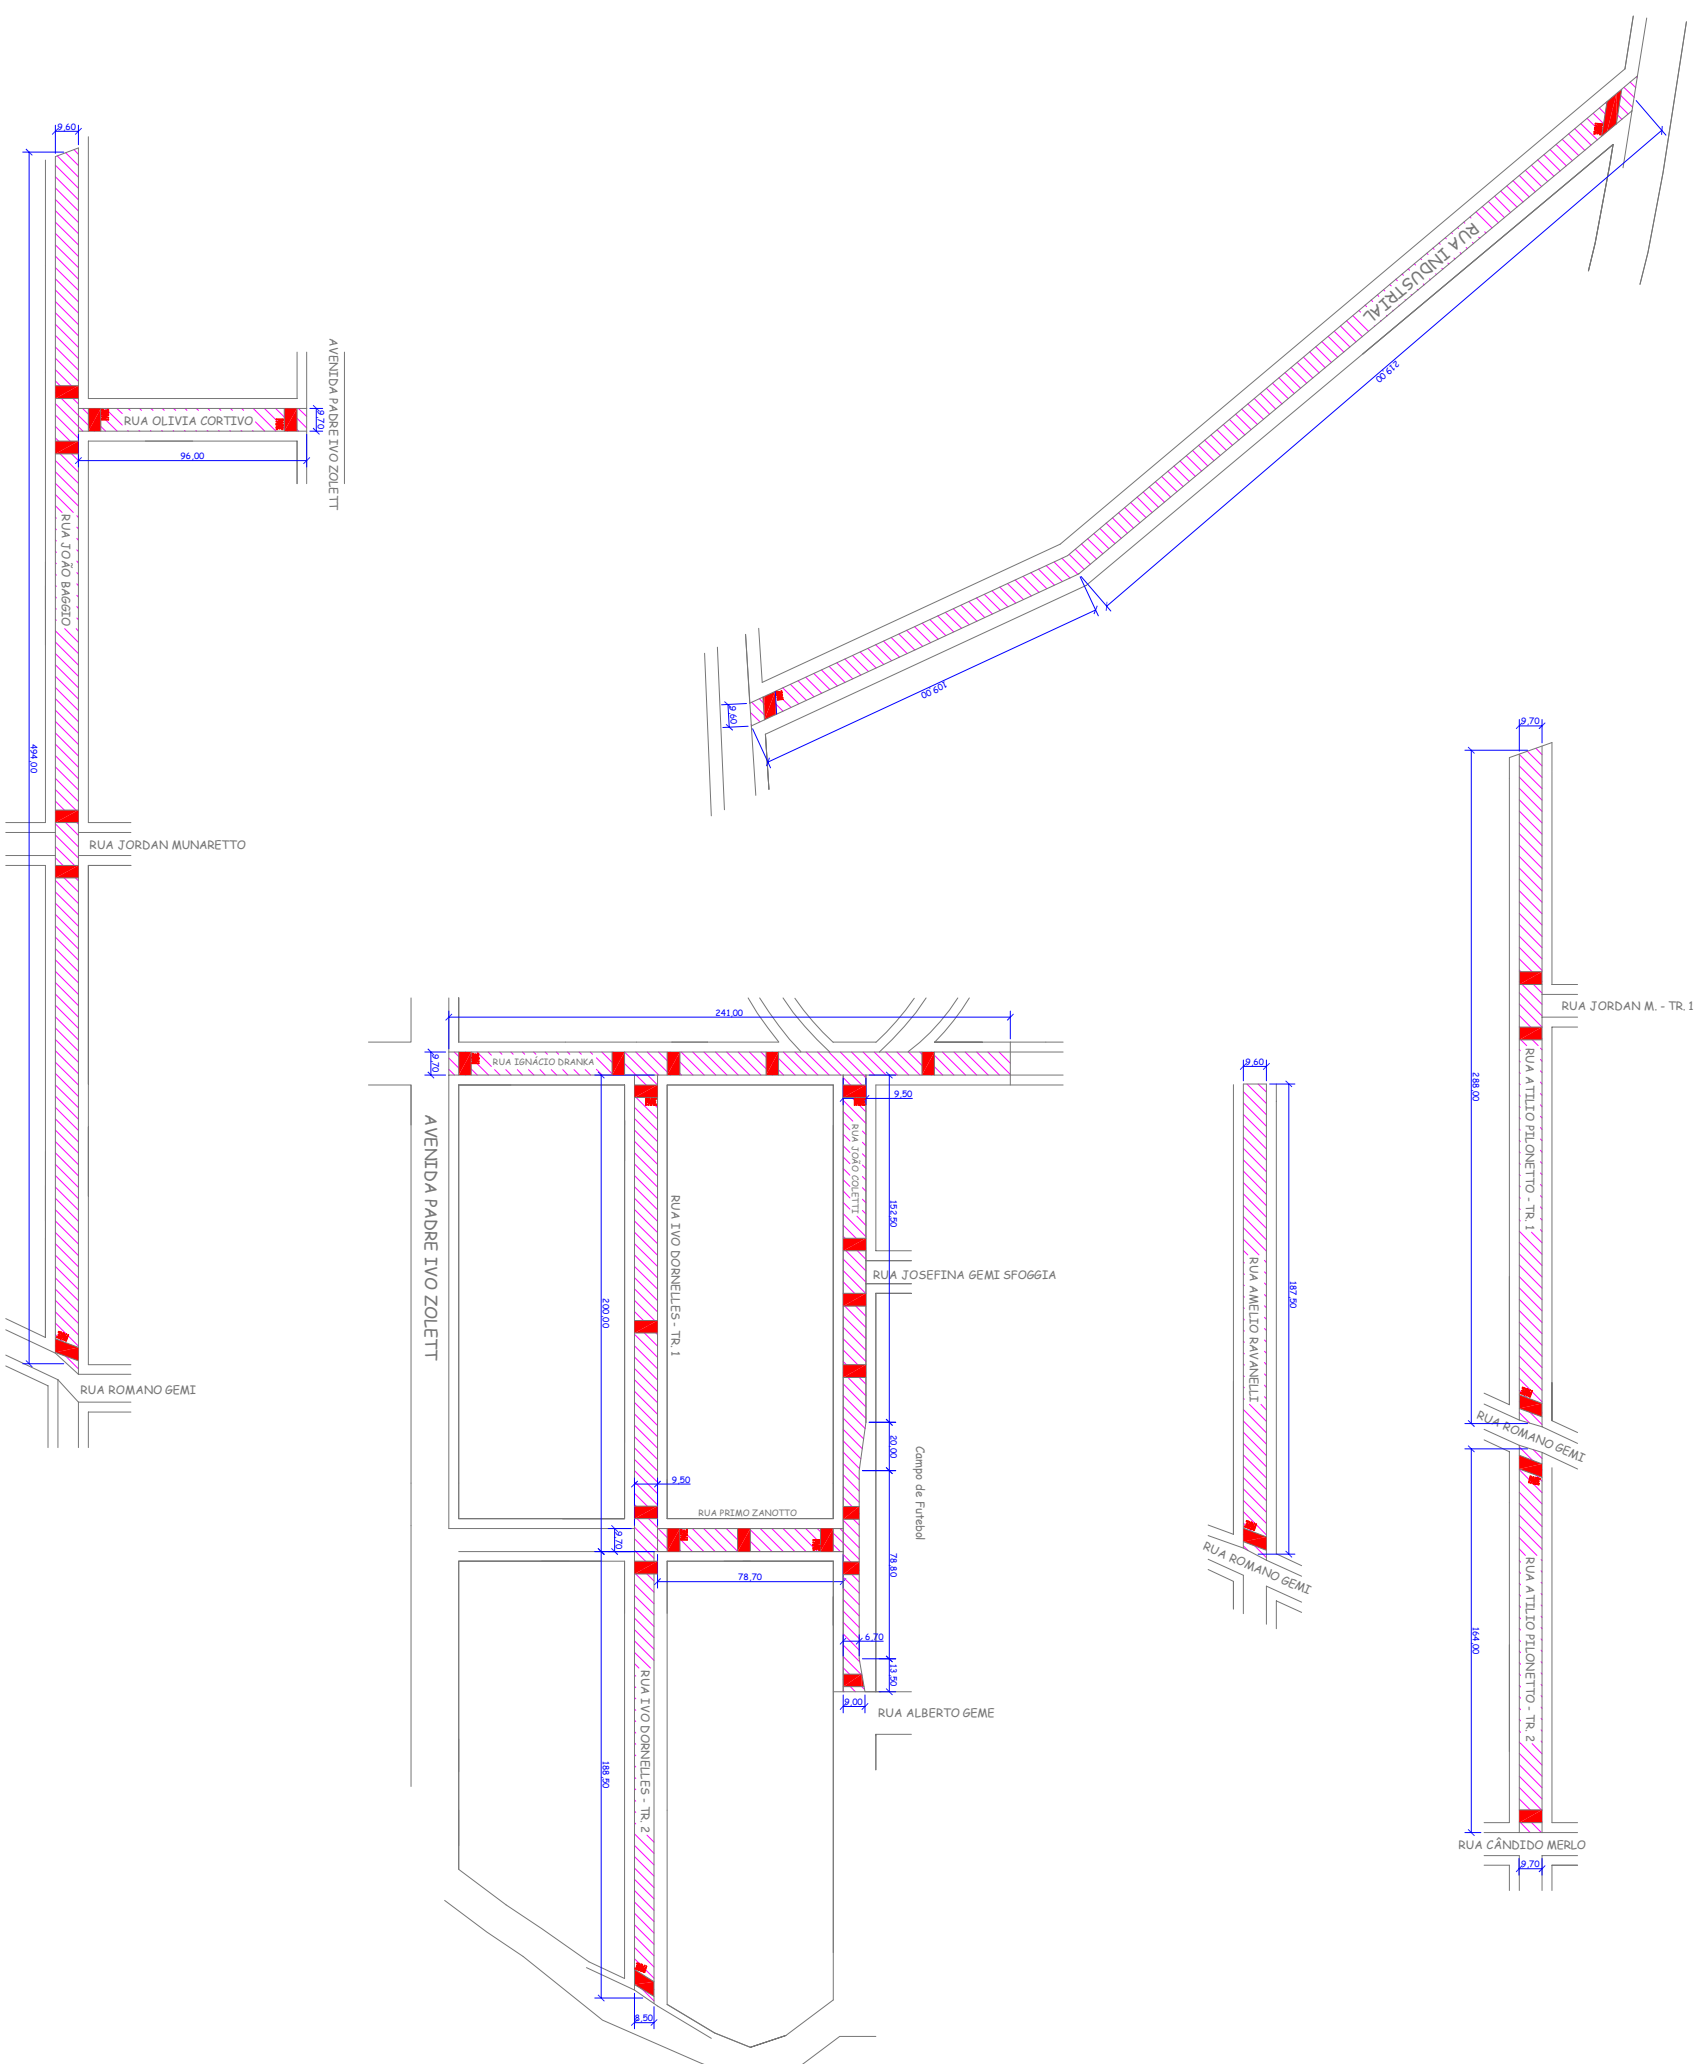 9,60
494,00
AVENIDA PADRE IVO ZOLETT
RUA OLIVIA CORTIVO
9,70
96,00
RUA JOÃO BAGGIO
RUA JORDAN MUNARETTO
RUA ROMANO GEMI
RUA INDUSTRIAL
219,00
109,00
9,60
241,00
9,70
RUA IGNÁCIO DRANKA
9,50
AVENIDA PADRE IVO ZOLETT
RUA IVO DORNELLES - TR. 1
RUA JOÃO COLETTI
152,50
RUA JOSEFINA GEMI SFOGGIA
200,00
20,00
Campo de Futebol
9,50
RUA PRIMO ZANOTTO
9,70
78,70
78,80
6,70
13,50
9,00
RUA ALBERTO GEME
RUA IVO DORNELLES - TR. 2
188,50
8,50
9,60
187,50
RUA AMELIO RAVANELLI
RUA ROMANO GEMI
9,70
288,00
RUA JORDAN M. - TR. 1
RUA ATILIO PILONETTO - TR. 1
RUA ROMANO GEMI
164,00
RUA ATILIO PILONETTO - TR. 2
RUA CÂNDIDO MERLO
9,70